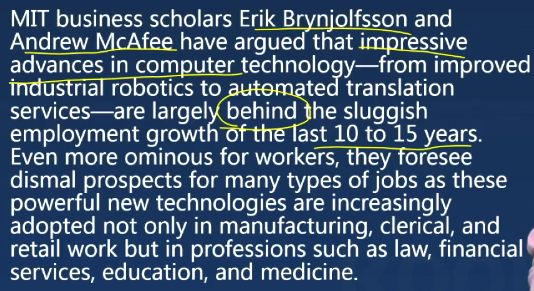 MIT business scholars Erik Brynjolfsson and
Andrew McAfee have argued that impressive
advances in computer technology—from improved
industrial robotics to automated translation
services—are largely behind the sluggish
employment growth of the last 10 to 15 years.
Even more ominous for workers, they foresee
dismal prospects for many types of jobs as these
powerful new technologies are increasingly
adopted not only in manufacturing, clerical, and
retail work but in professions such as law, financial
services, education, and medicine.